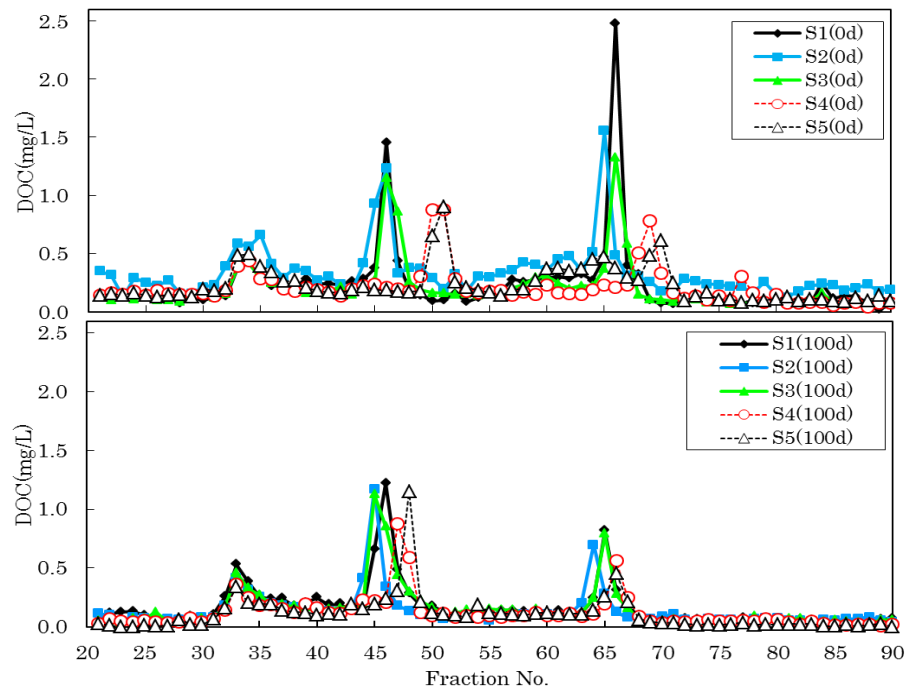 2.5
2.0
1.5
1.0
0.5
0.0
DOC(mg/L)
S1(0d)
S2(0d)
S3(0d)
S4(0d)
S5(0d)
2.5
2.0
1.5
1.0
0.5
0.0
DOC(mg/L)
S1(100d)
S2(100d)
S3(100d)
S4(100d)
S5(100d)
20 25 30 35 40 45 50 55 60 65 70 75 80 85 90
Fraction No.